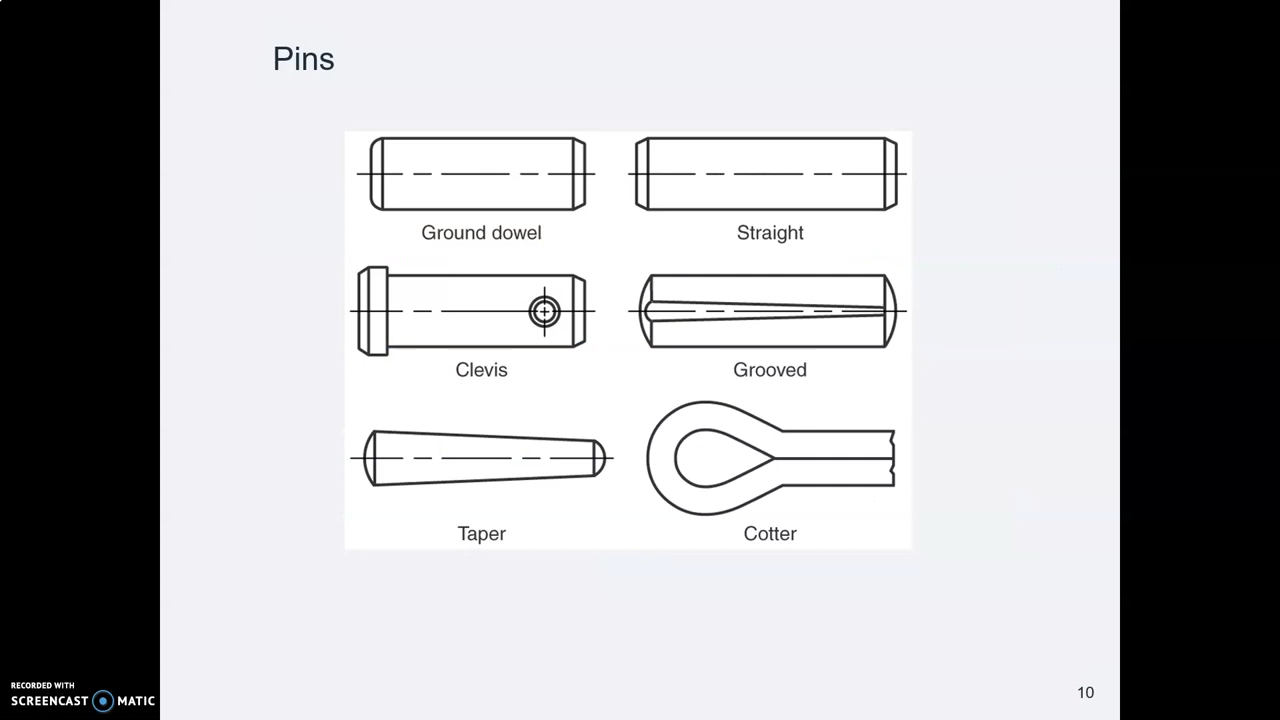 Pins
Ground dowel
Straight
Clevis
Grooved
Taper
Cotter
10
RECORDED WITH
SCREENCAST MATIC